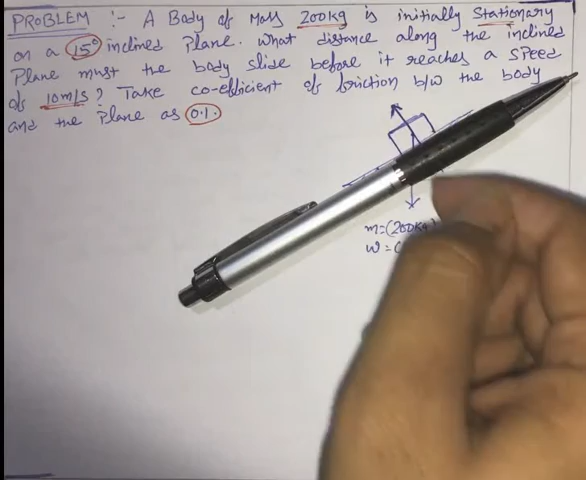 PROBLEM :- A Body of Mass 200kg is initially Stationary
on a 15° inclined Plane. What distance along the inclined
Plane must the body slide before it reaches a speed
of 10m/s? Take co-efficient of friction b/w the body
and the Plane as 0.1.
m=(200kg)
W=(